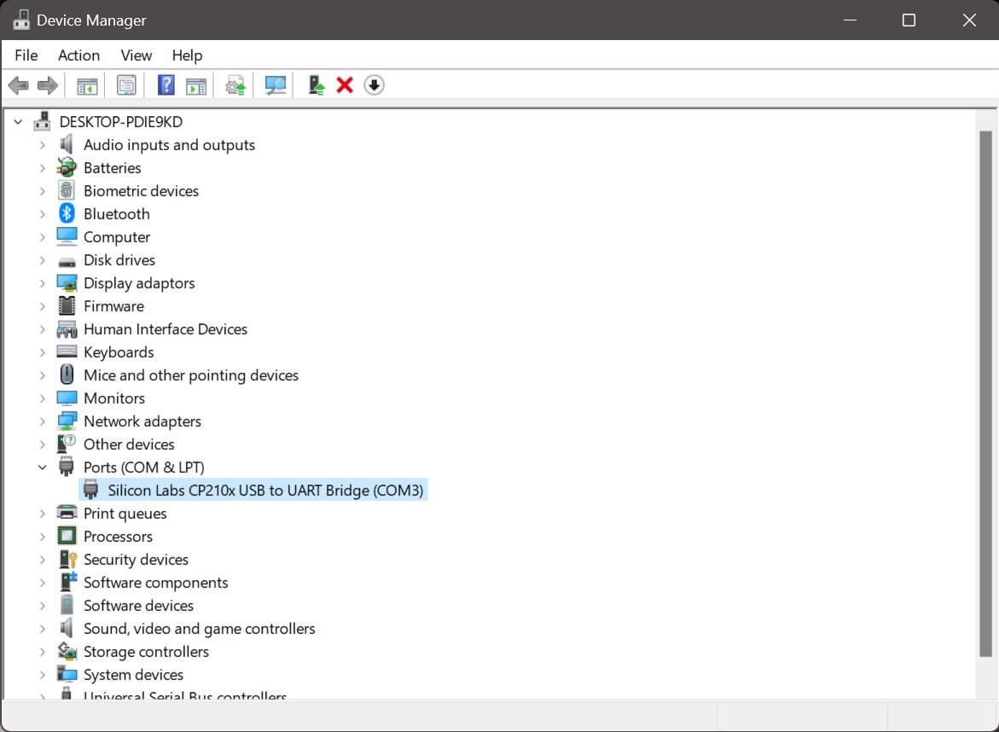 Device Manager
File Action View Help
DESKTOP-PDIE9KD
Audio inputs and outputs
Batteries
Biometric devices
Bluetooth
Computer
Disk drives
Display adaptors
Firmware
Human Interface Devices
Keyboards
Mice and other pointing devices
Monitors
Network adapters
Other devices
Ports (COM & LPT)
Silicon Labs CP210x USB to UART Bridge (COM3)
Print queues
Processors
Security devices
Software components
Software devices
Sound, video and game controllers
Storage controllers
System devices
Universal Serial Bus controllers